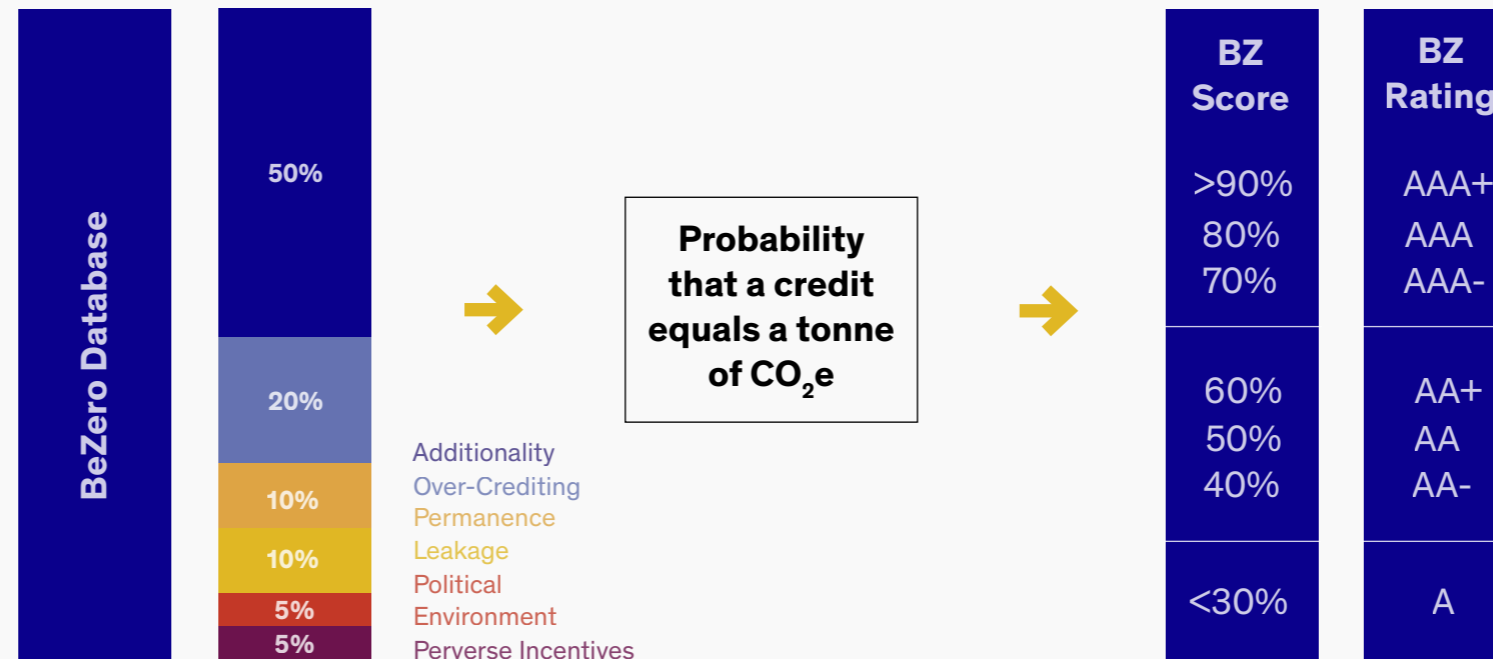 BeZero Database
50%
20%
10%
10%
5%
5%
Additionality
Over-Crediting
Permanence
Leakage
Political
Environment
Perverse Incentives
Probability
that a credit
equals a tonne
of CO₂e
BZ
Score
>90%
80%
70%
60%
50%
40%
<30%
BZ
Rating
AAA+
AAA
AAA-
AA+
AA
AA-
A